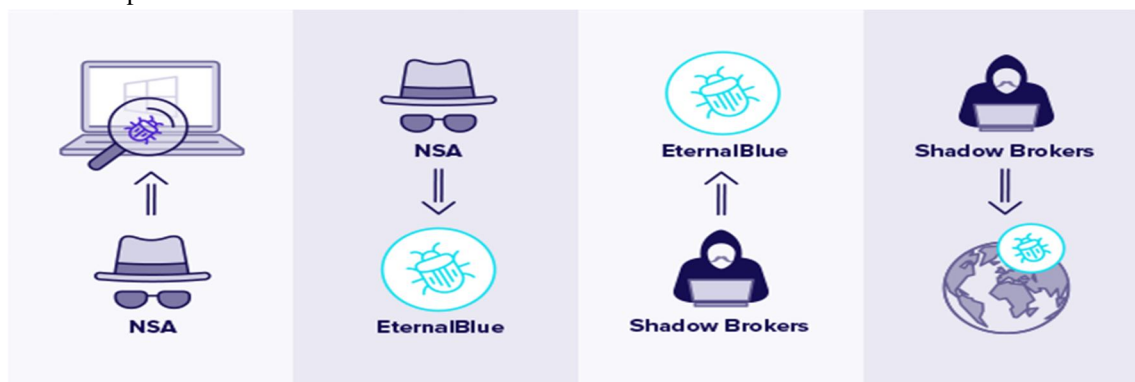 NSA
EternalBlue
Shadow Brokers
NSA
EternalBlue
Shadow Brokers